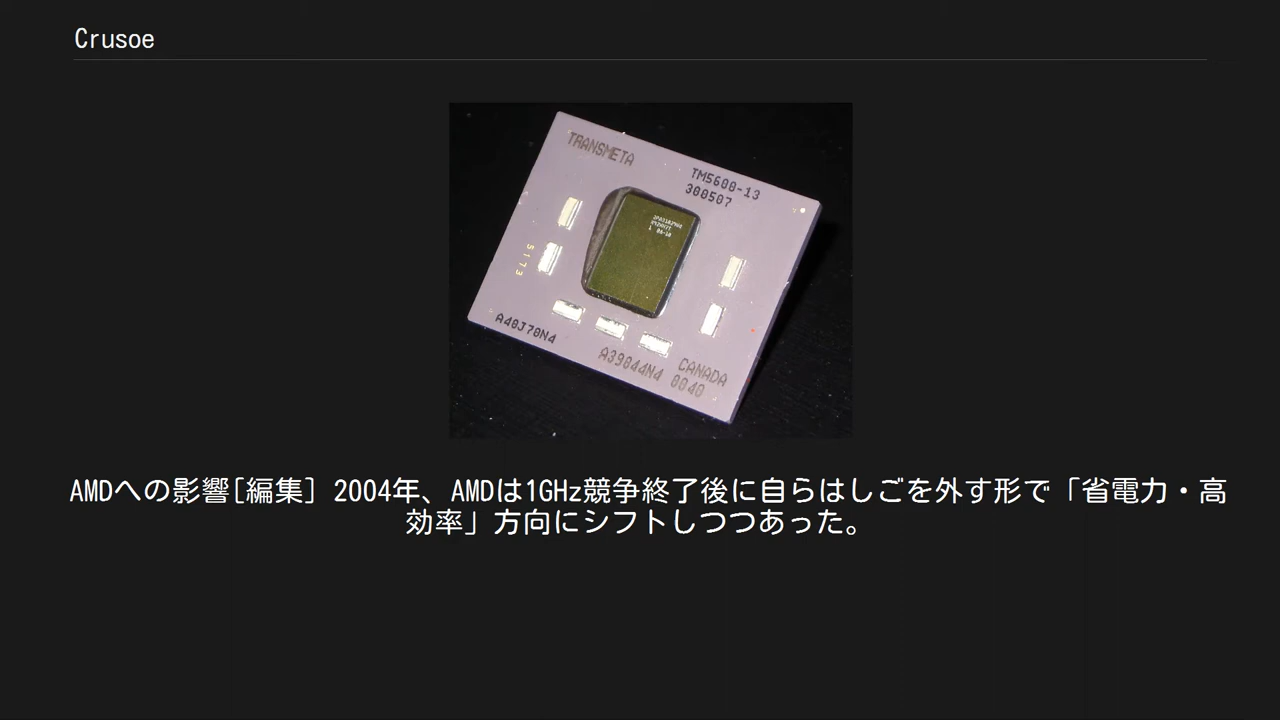 Crusoe
TRANSMETA
TM5600-13
300507
5173
A40J70N4
A39844N4 0040
CANADA
AMDへの影響[編集] 2004年、AMDは1GHz競争終了後に自らはしごを外す形で「省電力・高
効率」方向にシフトしつつあった。